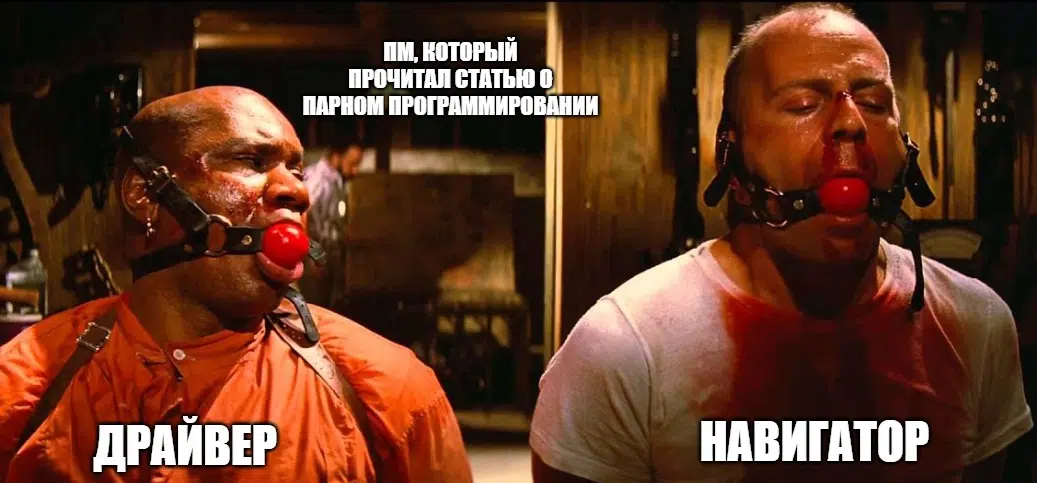 ПМ, КОТОРЫЙ
ПРОЧИТАЛ СТАТЬЮ О
ПАРНОМ ПРОГРАММИРОВАНИИ
ДРАЙВЕР
НАВИГАТОР